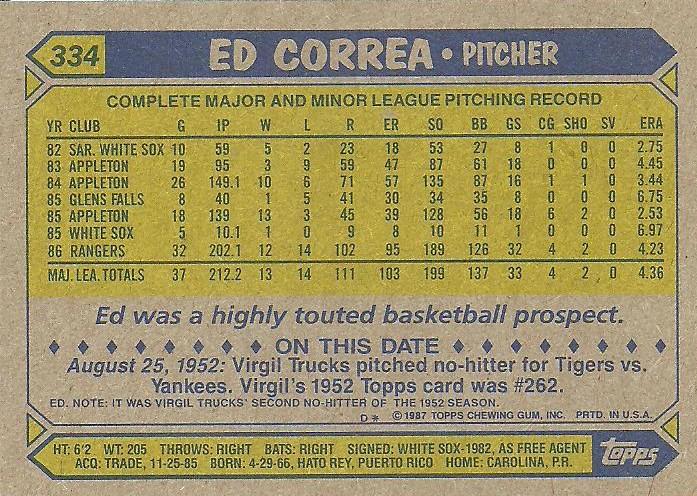 334 ED CORREA • PITCHER
COMPLETE MAJOR AND MINOR LEAGUE PITCHING RECORD
YR CLUB G IP W L R ER SO BB GS CG SHO SV ERA
82 SAR. WHITE SOX 10 59 5 2 23 18 53 27 8 1 0 0 2.75
83 APPLETON 19 95 3 9 59 47 87 61 18 0 0 0 4.45
84 APPLETON 26 149.1 10 6 71 57 135 87 16 1 1 0 3.44
85 GLENS FALLS 8 40 1 5 41 30 34 35 8 0 0 0 6.75
85 APPLETON 18 139 13 3 45 39 128 56 18 6 2 0 2.53
85 WHITE SOX 5 10.1 1 0 9 8 10 11 1 0 0 0 6.97
86 RANGERS 32 202.1 12 14 102 95 189 126 32 4 2 0 4.23
MAJ. LEA. TOTALS 37 212.2 13 14 111 103 199 137 33 4 2 0 4.36
Ed was a highly touted basketball prospect.
ON THIS DATE
August 25, 1952: Virgil Trucks pitched no-hitter for Tigers vs.
Yankees. Virgil's 1952 Topps card was #262.
ED. NOTE: IT WAS VIRGIL TRUCKS' SECOND NO-HITTER OF THE 1952 SEASON.
D* ©1987 TOPPS CHEWING GUM, INC. PRTD. IN U.S.A.
HT: 6'2 WT: 205 THROWS: RIGHT BATS: RIGHT SIGNED: WHITE SOX-1982, AS FREE AGENT
ACQ: TRADE, 11-25-85 BORN: 4-29-66, HATO REY, PUERTO RICO HOME: CAROLINA, P.R.
Topps